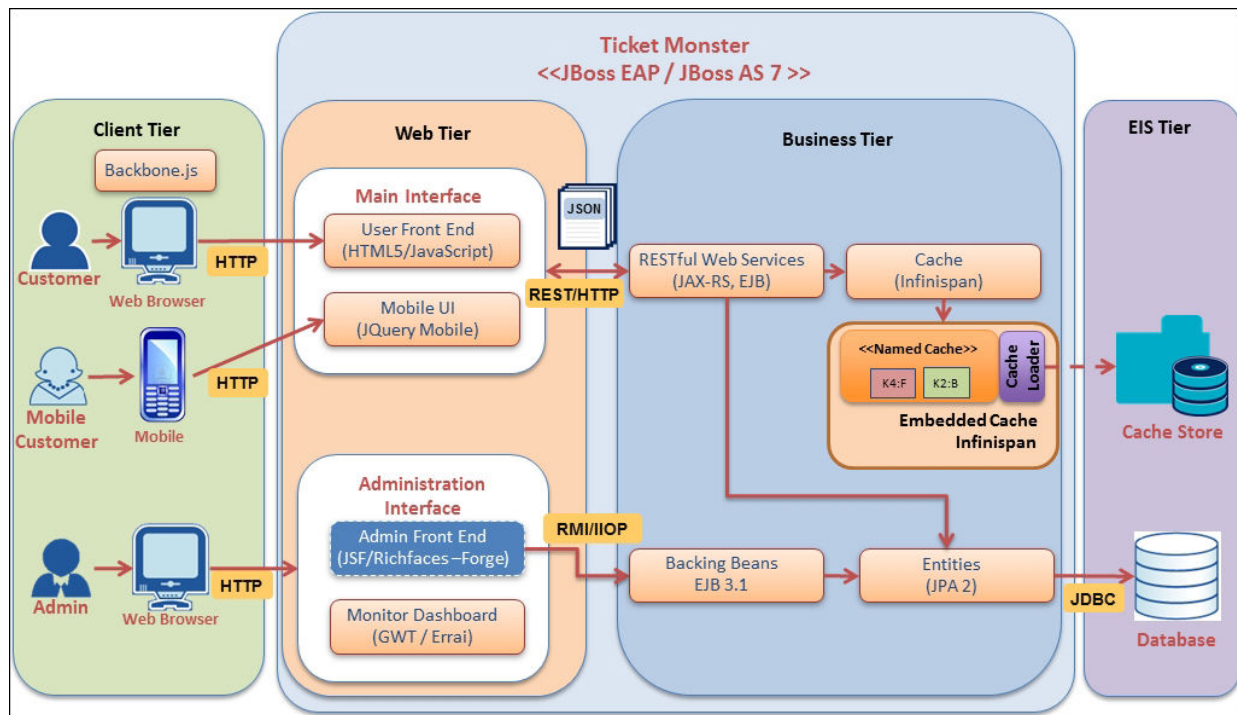 Ticket Monster
<<JBoss EAP / JBoss AS 7 >>
Client Tier
Backbone.js
Customer
Web Browser
HTTP
Mobile
Customer
Mobile
HTTP
Admin
Web Browser
HTTP
Web Tier
Main Interface
User Front End
(HTML5/JavaScript)
Mobile UI
(JQuery Mobile)
Administration
Interface
Admin Front End
(JSF/Richfaces –Forge)
Monitor Dashboard
(GWT / Errai)
JSON
REST/HTTP
RMI/IIOP
Business Tier
RESTful Web Services
(JAX-RS, EJB)
Cache
(Infinispan)
<<Named Cache>>
K4:F
K2:B
Cache
Loader
Embedded Cache
Infinispan
Backing Beans
EJB 3.1
Entities
(JPA 2)
JDBC
EIS Tier
Cache Store
Database